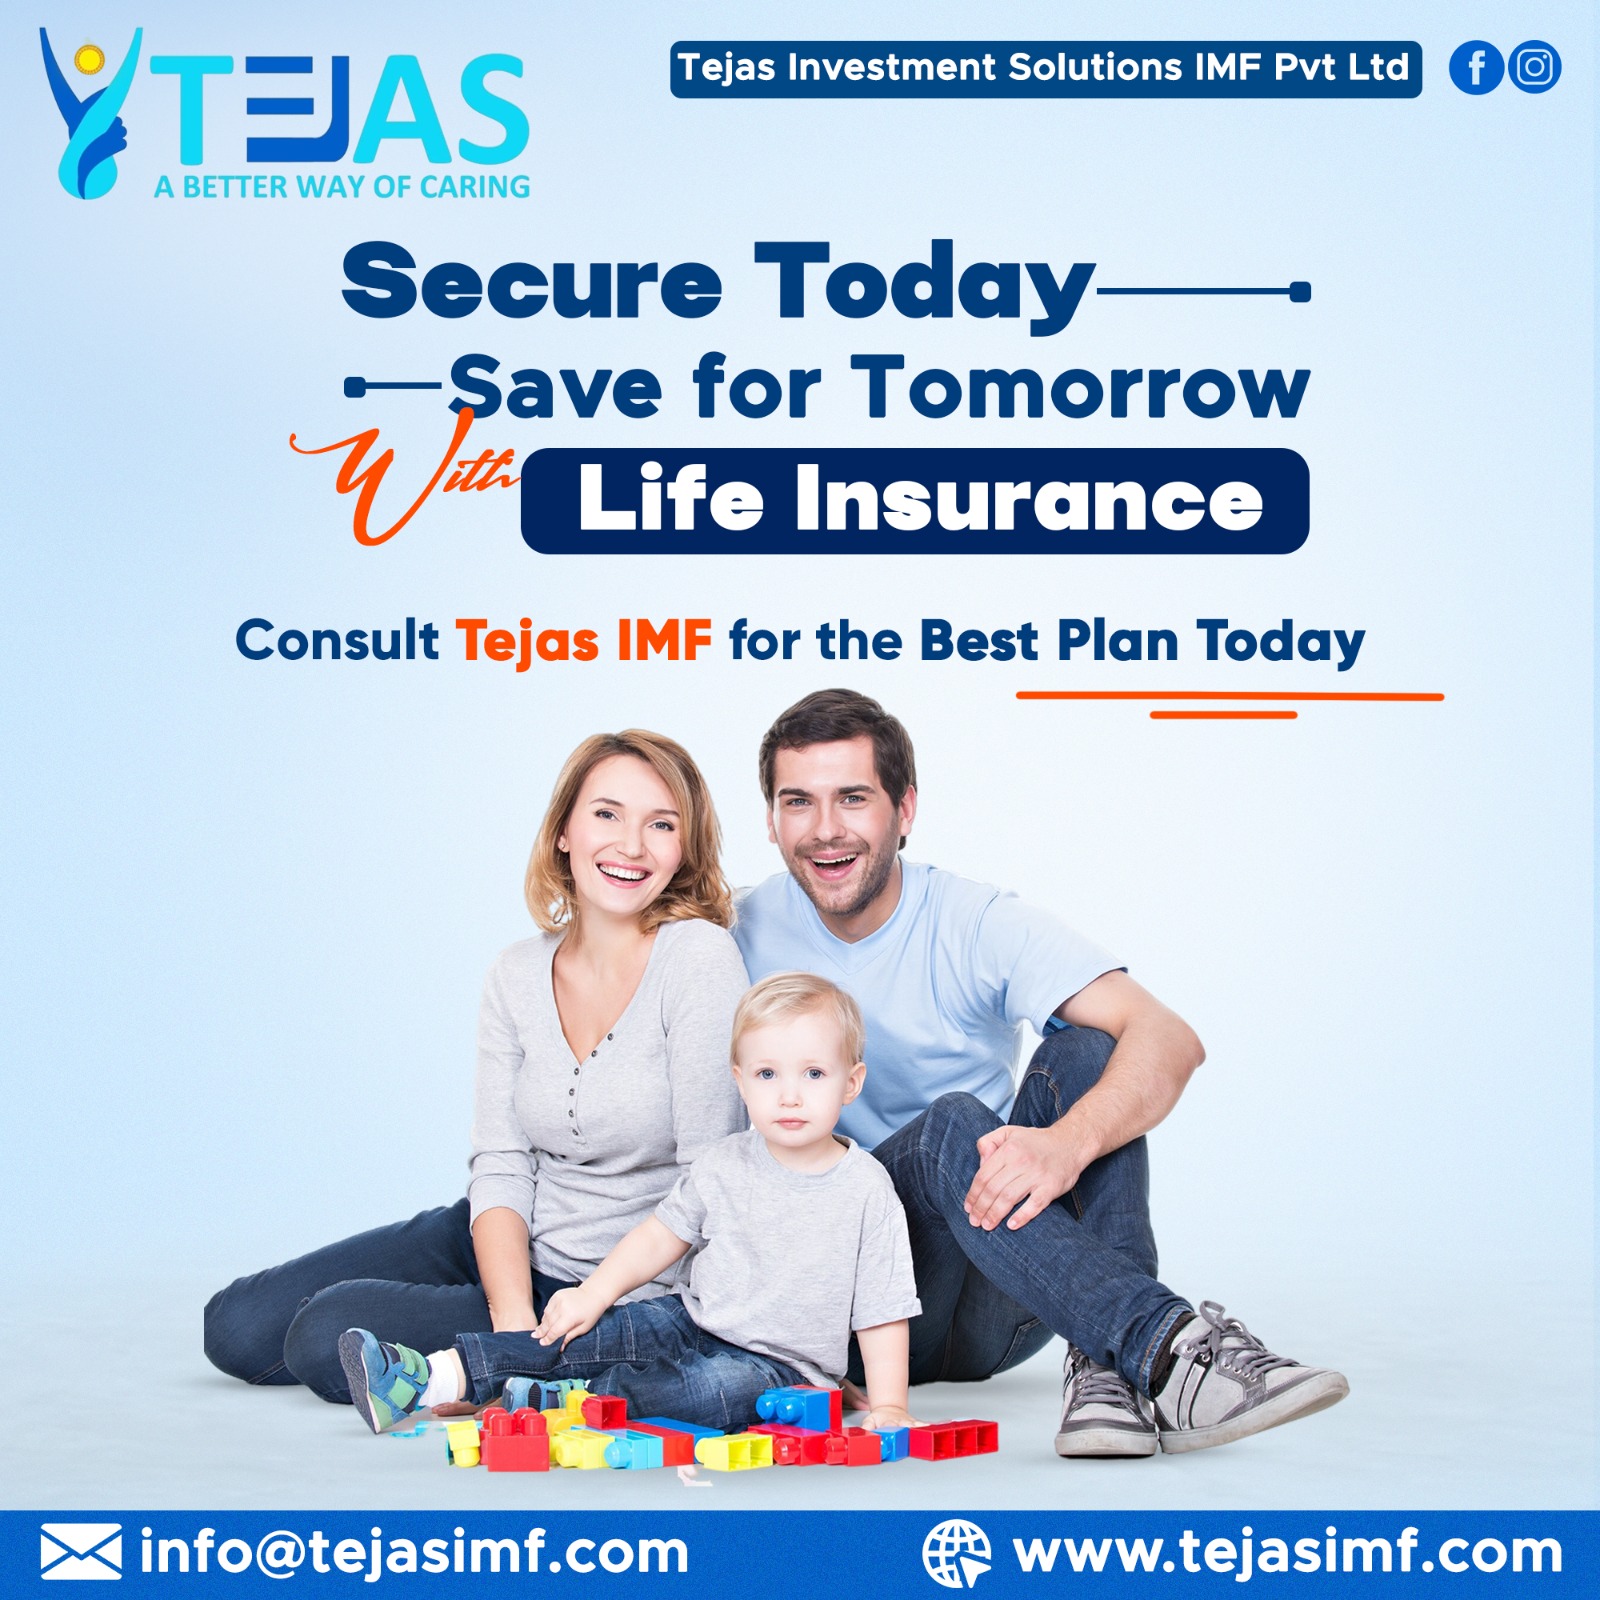 TEJAS
A BETTER WAY OF CARING
Tejas Investment Solutions IMF Pvt Ltd
Secure Today
Save for Tomorrow
With Life Insurance
Consult Tejas IMF for the Best Plan Today
info@tejasimf.com
www.tejasimf.com